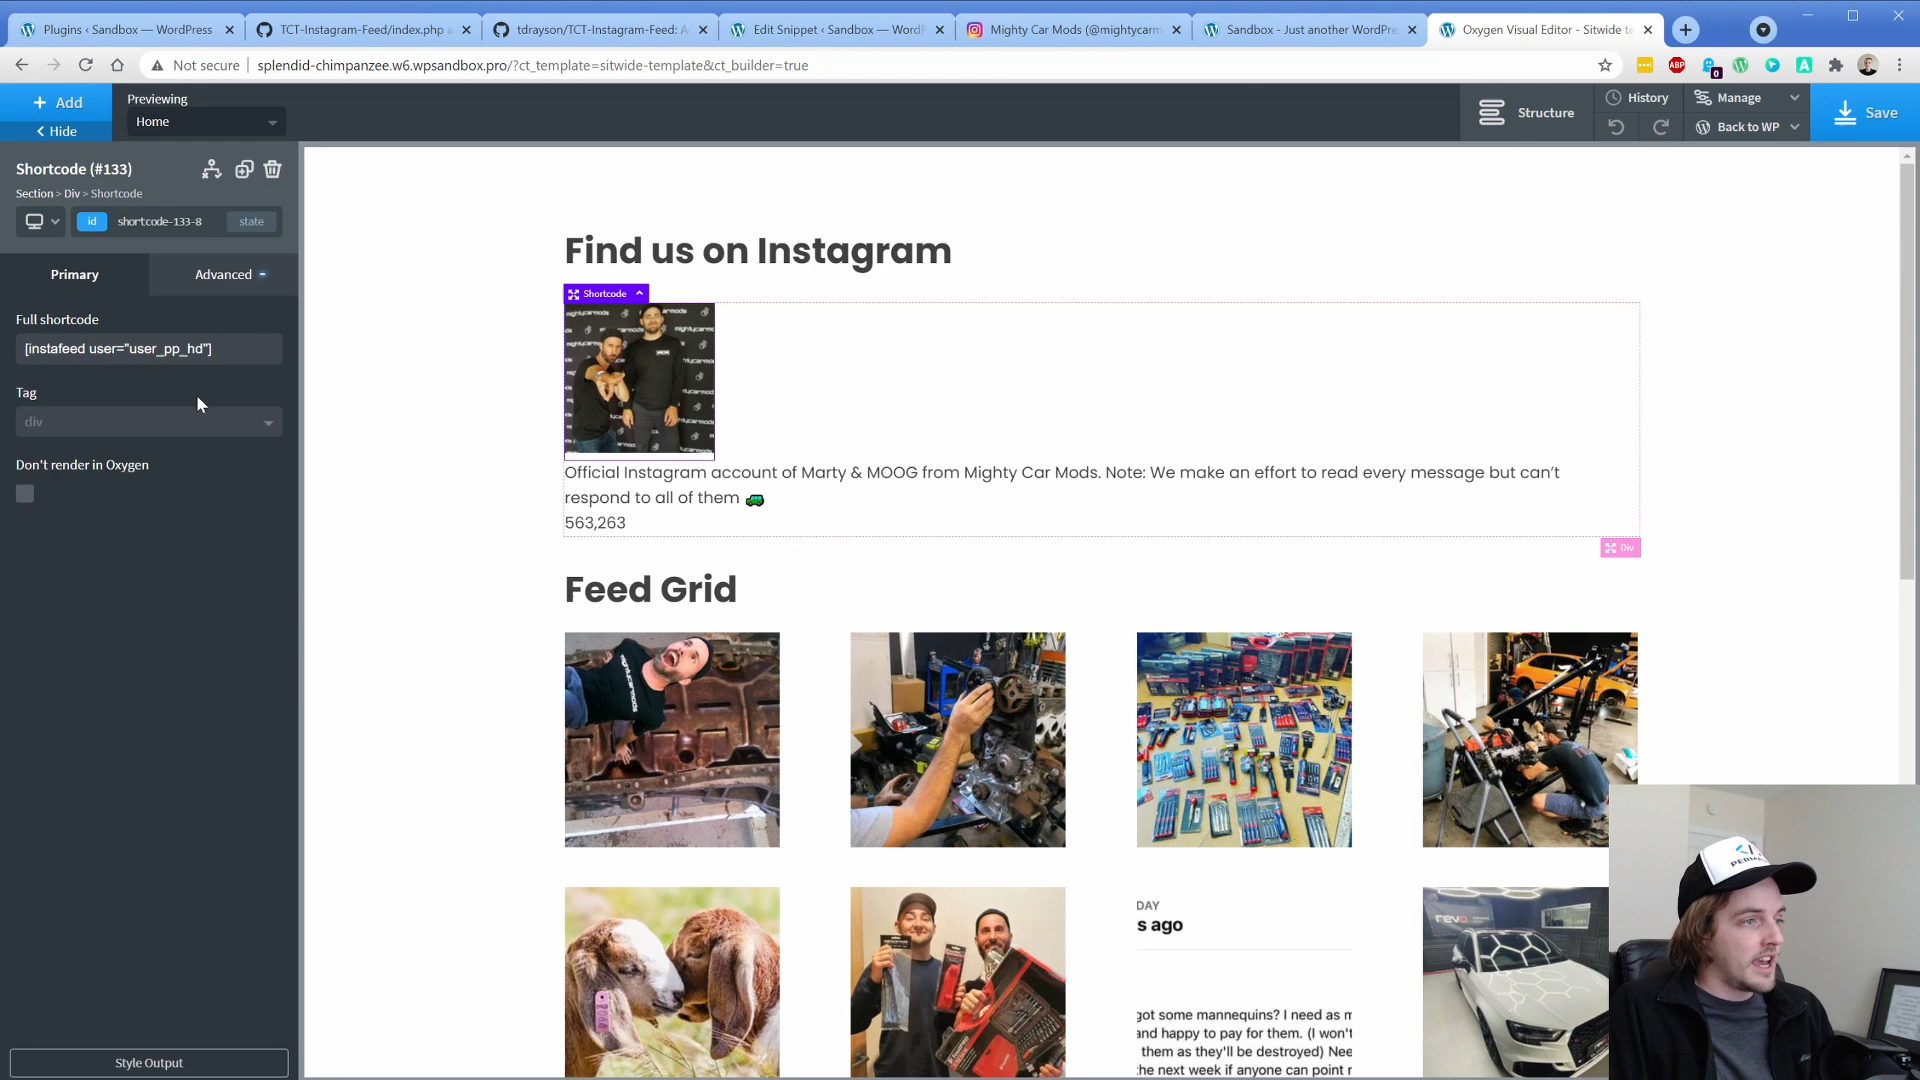 Plugins ‹ Sandbox — WordPress
TCT-Instagram-Feed/index.php a
tdrayson/TCT-Instagram-Feed: A
Edit Snippet ‹ Sandbox — WordP
Mighty Car Mods (@mightycarm
Sandbox - Just another WordPre
Oxygen Visual Editor - Sitwide te
Not secure
splendid-chimpanzee.w6.wpsandbox.pro/?ct_template=sitwide-template&ct_builder=true
ABP
0
A
+ Add
Hide
Previewing
Home
Structure
History
Manage
Back to WP
Save
Shortcode (#133)
Section > Div > Shortcode
id
shortcode-133-8
state
Primary
Advanced
Full shortcode
[instafeed user="user_pp_hd"]
Tag
div
Don't render in Oxygen
Style Output
Find us on Instagram
Shortcode
mightycarmods
Official Instagram account of Marty & MOOG from Mighty Car Mods. Note: We make an effort to read every message but can't
respond to all of them
563,263
Div
Feed Grid
DAY
s ago
got some mannequins? I need as m
and happy to pay for them. (I won't
them as they'll be destroyed) Nee
the next week if anyone can point r
revo